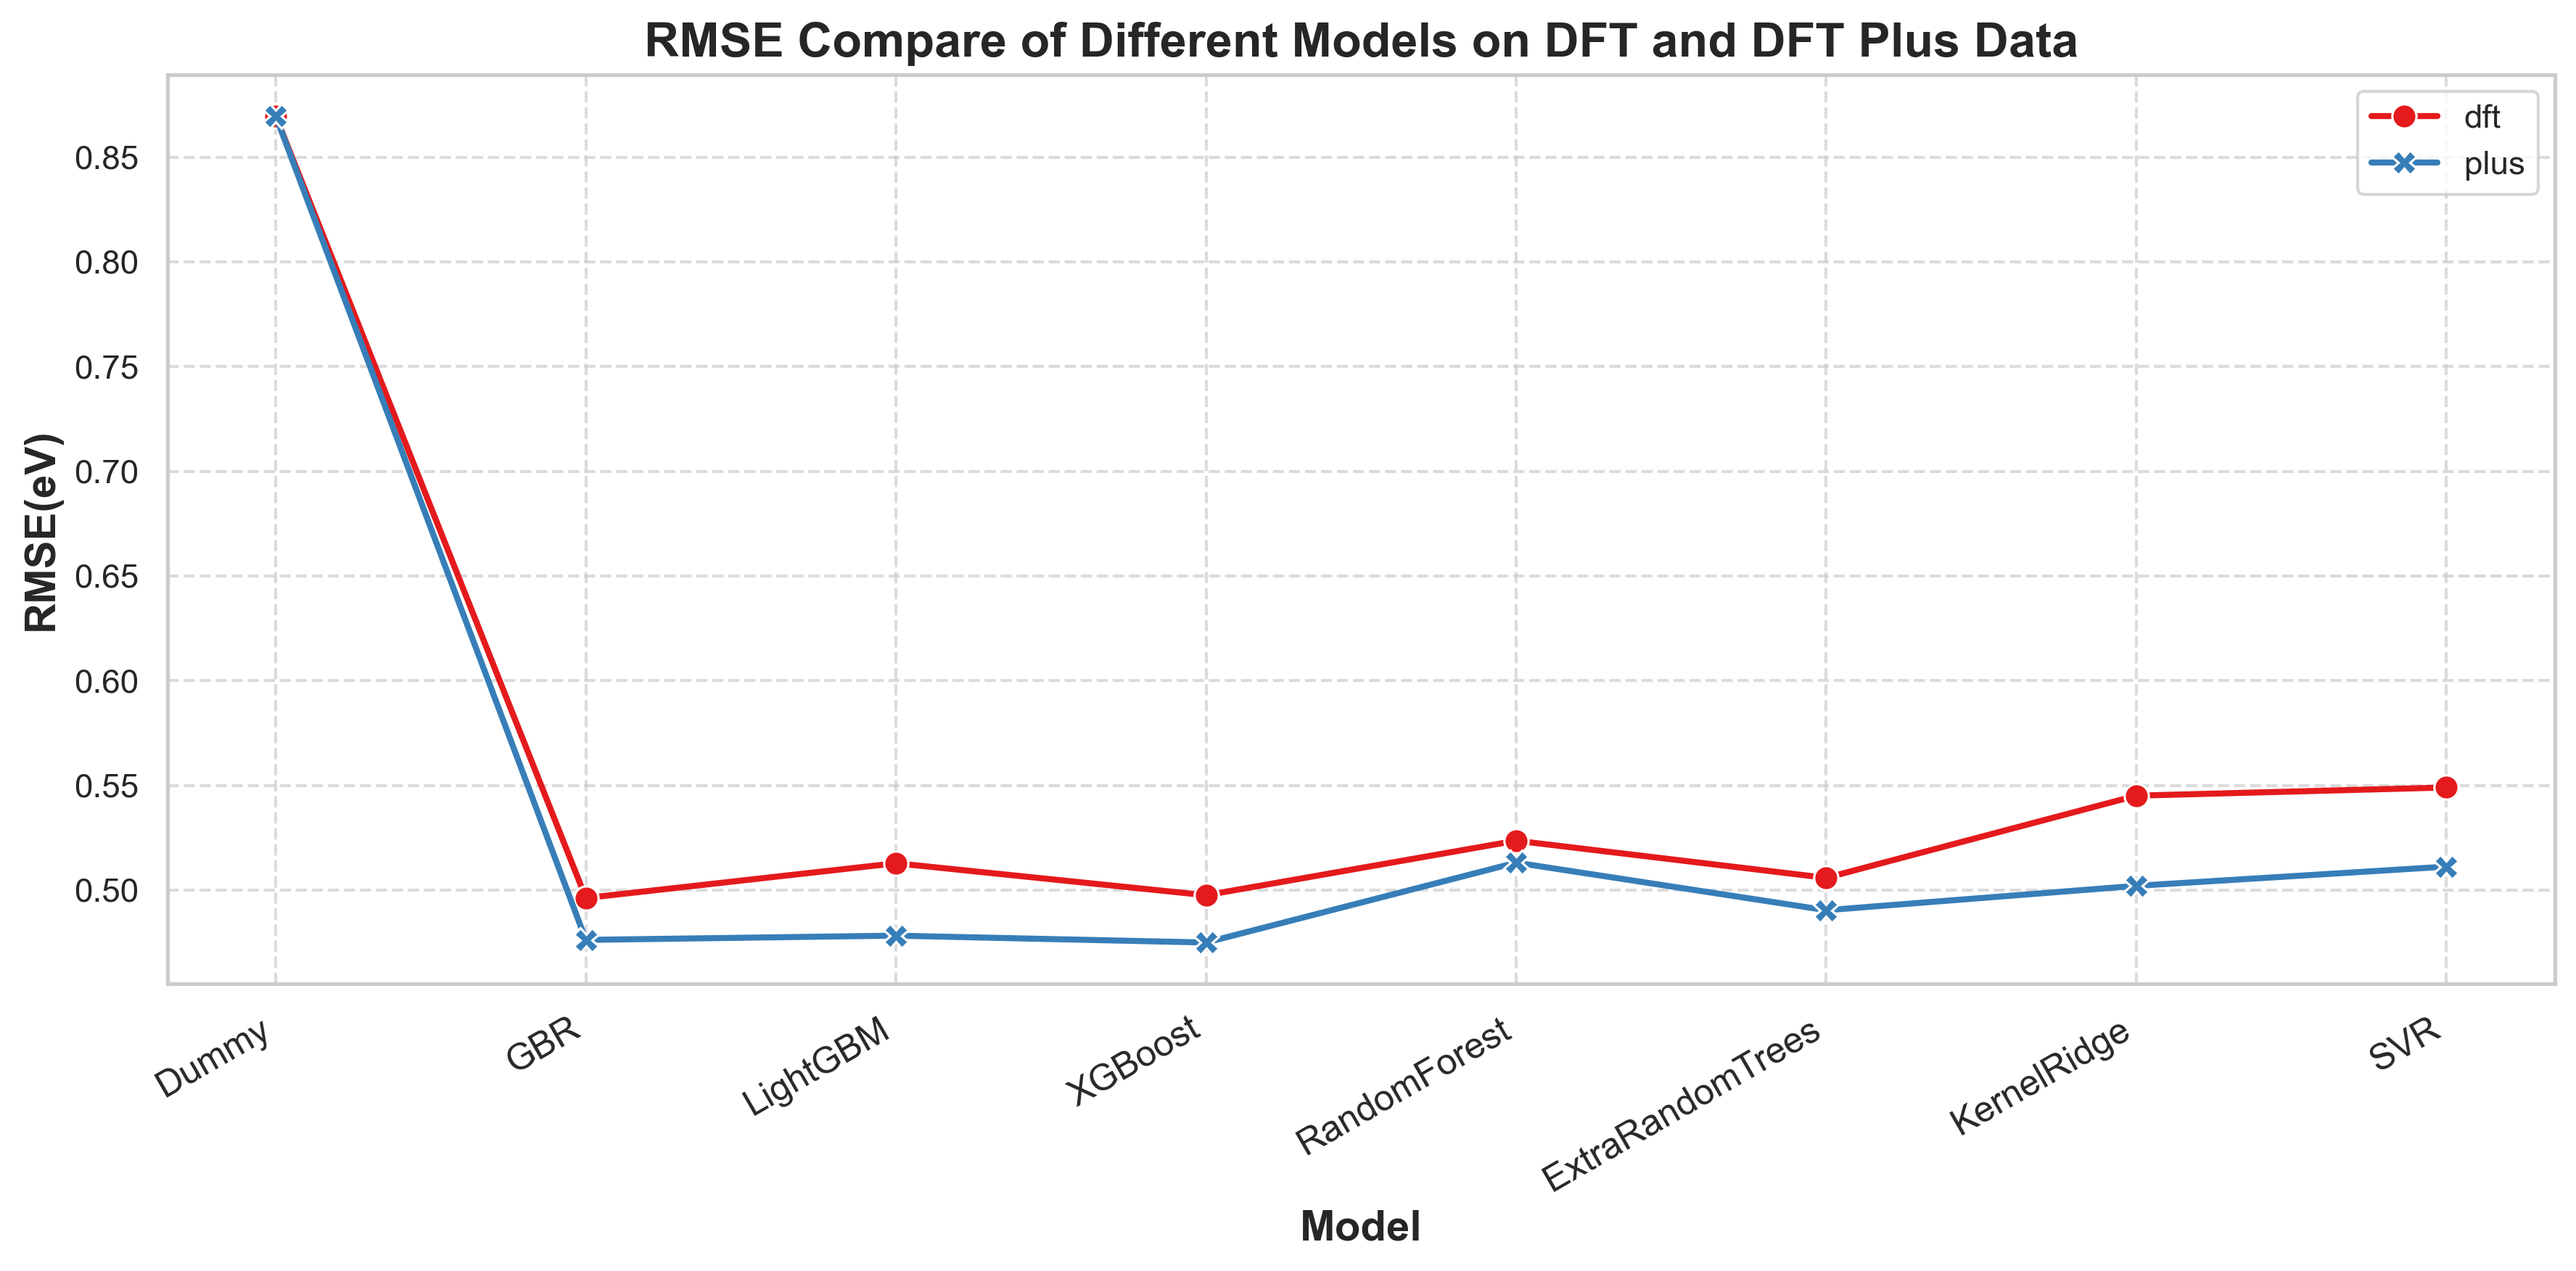 RMSE Compare of Different Models on DFT and DFT Plus Data
dft
plus
RMSE(eV)
0.85
0.80
0.75
0.70
0.65
0.60
0.55
0.50
Dummy
GBR
LightGBM
XGBoost
RandomForest
ExtraRandomTrees
KernelRidge
SVR
Model